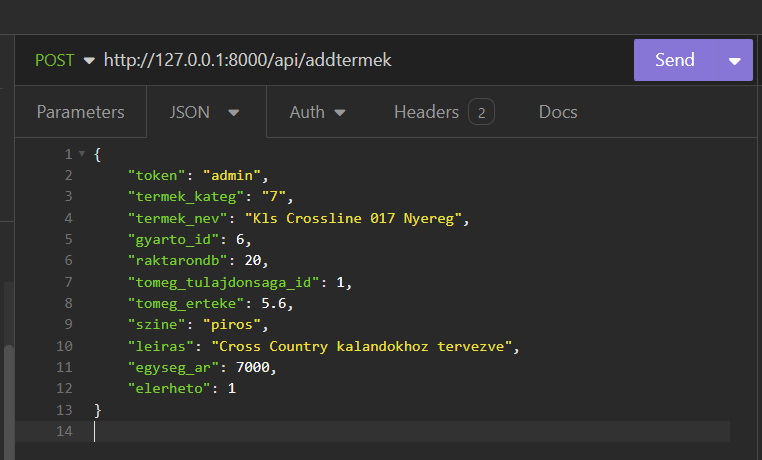 POST http://127.0.0.1:8000/api/addtermek Send
Parameters JSON Auth Headers 2 Docs
1 {
2 "token": "admin",
3 "termek_kateg": "7",
4 "termek_nev": "Kls Crossline 017 Nyereg",
5 "gyarto_id": 6,
6 "raktarondb": 20,
7 "tomeg_tulajdonsaga_id": 1,
8 "tomeg_erteke": 5.6,
9 "szine": "piros",
10 "leiras": "Cross Country kalandokhoz tervezve",
11 "egyseg_ar": 7000,
12 "elerheto": 1
13 }
14